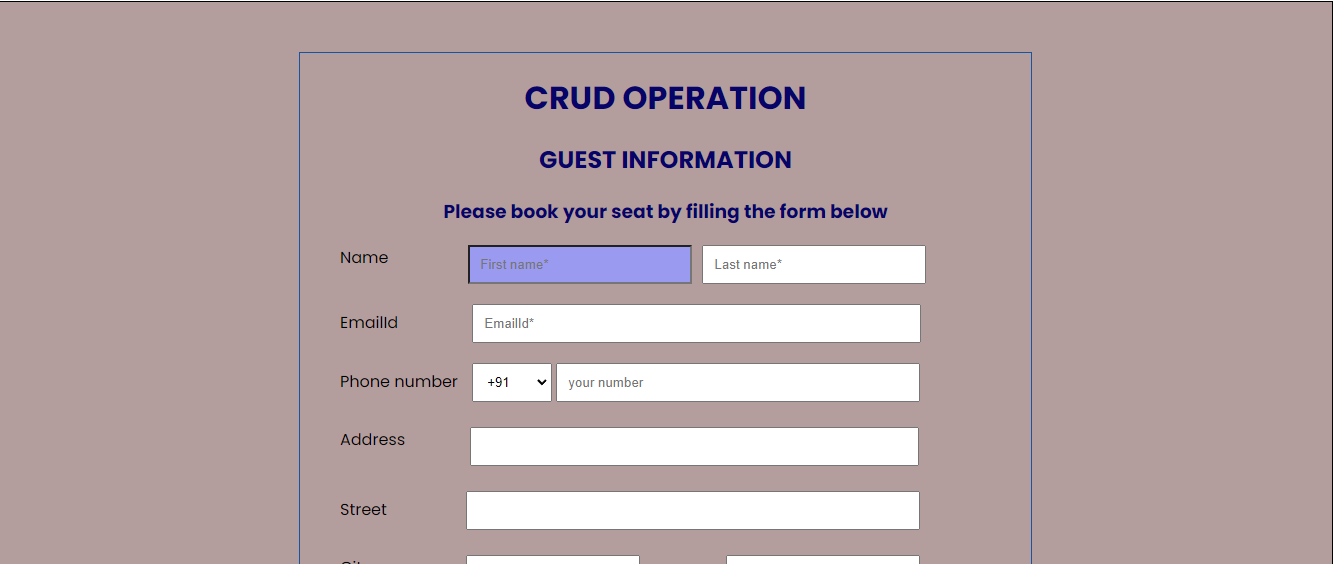 CRUD OPERATION
GUEST INFORMATION
Please book your seat by filling the form below
Name First name* Last name*
EmailId EmailId*
Phone number +91 your number
Address
Street